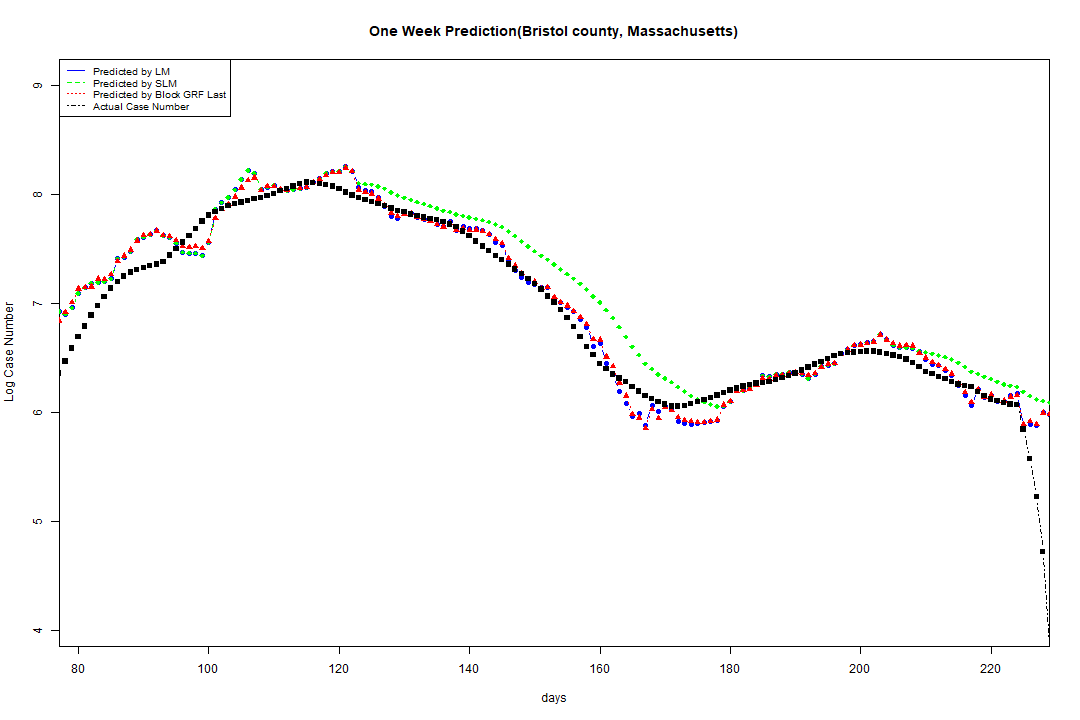 One Week Prediction(Bristol county, Massachusetts)
Predicted by LM
Predicted by SLM
Predicted by Block GRF Last
Actual Case Number
9
8
7
6
5
4
Log Case Number
80 100 120 140 160 180 200 220
days